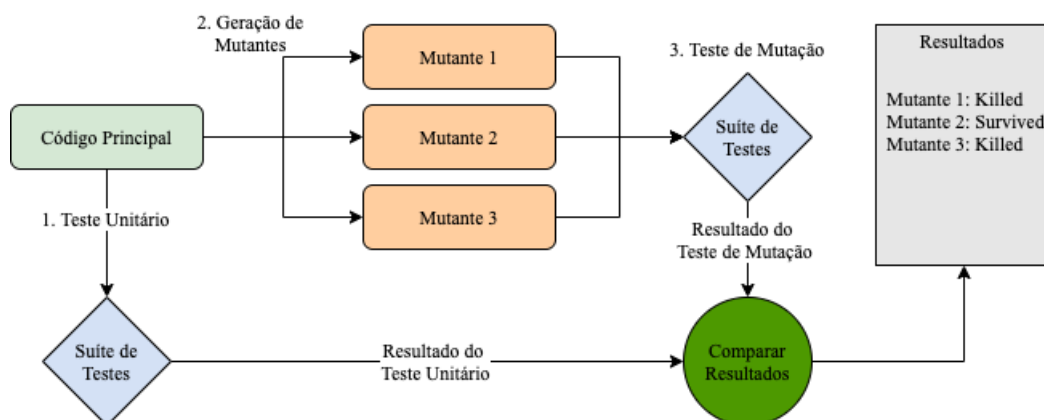 2. Geração de
Mutantes
Mutante 1
3. Teste de Mutação
Resultados
Código Principal
Mutante 2
Suíte de
Testes
Mutante 1: Killed
Mutante 2: Survived
Mutante 3: Killed
1. Teste Unitário
Mutante 3
Resultado do
Teste de Mutação
Suíte de
Testes
Resultado do
Teste Unitário
Comparar
Resultados